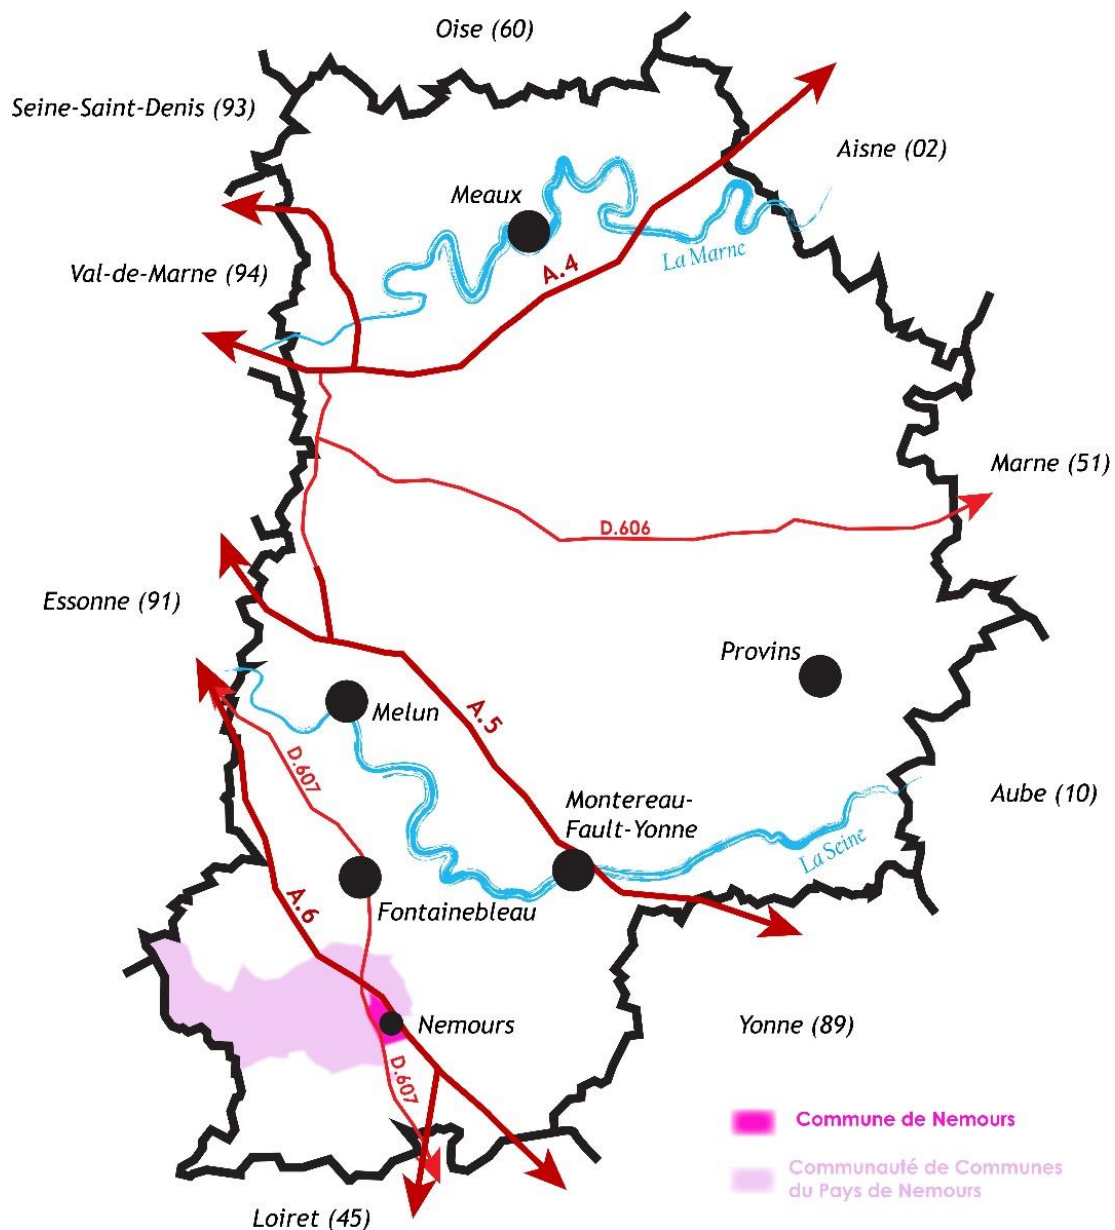 Oise (60)
Seine-Saint-Denis (93)
Aisne (02)
Meaux
La Marne
Val-de-Marne (94)
A.4
Marne (51)
D.606
Essonne (91)
Provins
Melun
A.5
D.607
Montereau-
Fault-Yonne
Aube (10)
La Seine
A.6
Fontainebleau
Nemours
Yonne (89)
D.607
Commune de Nemours
Communauté de Communes
du Pays de Nemours
Loiret (45)